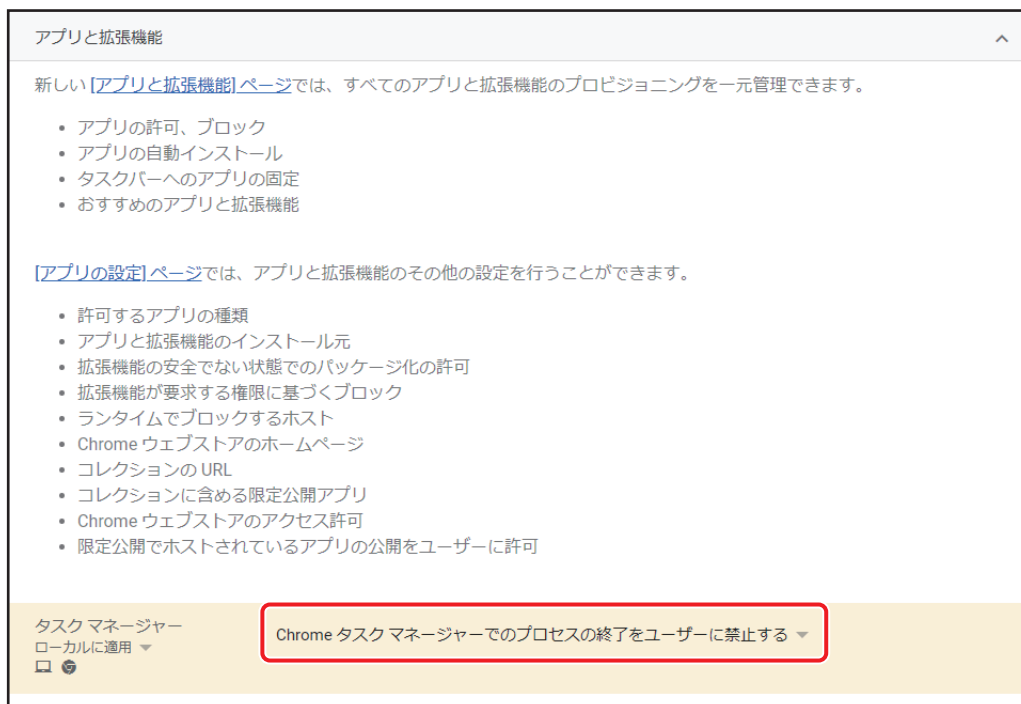 アプリと拡張機能
新しい [アプリと拡張機能] ページでは、すべてのアプリと拡張機能のプロビジョニングを一元管理できます。
• アプリの許可、ブロック
• アプリの自動インストール
• タスクバーへのアプリの固定
• おすすめのアプリと拡張機能
[アプリの設定] ページでは、アプリと拡張機能のその他の設定を行うことができます。
• 許可するアプリの種類
• アプリと拡張機能のインストール元
• 拡張機能の安全でない状態でのパッケージ化の許可
• 拡張機能が要求する権限に基づくブロック
• ランタイムでブロックするホスト
• Chrome ウェブストアのホームページ
• コレクションの URL
• コレクションに含める限定公開アプリ
• Chrome ウェブストアのアクセス許可
• 限定公開でホストされているアプリの公開をユーザーに許可
タスク マネージャー
ローカルに適用
Chrome タスク マネージャーでのプロセスの終了をユーザーに禁止する